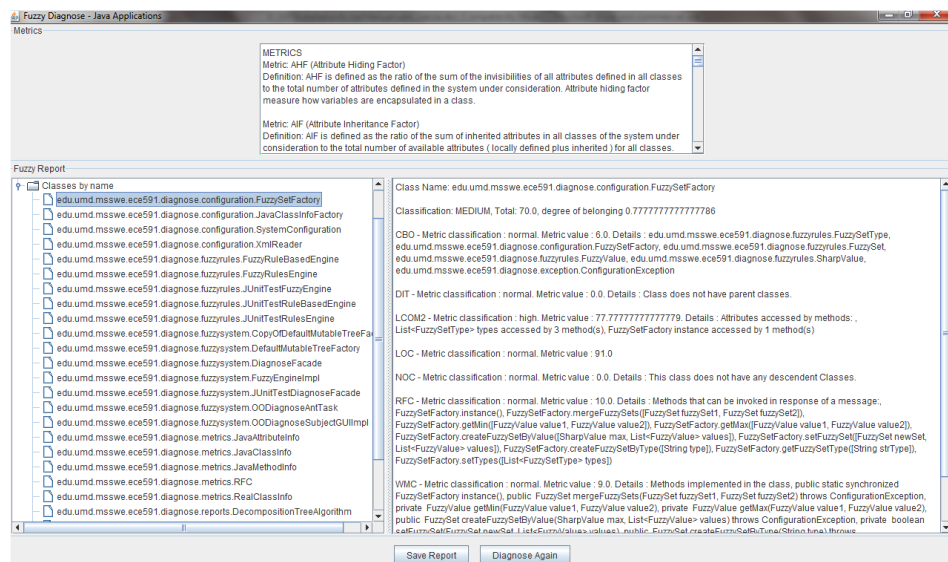 Fuzzy Diagnose - Java Applications
Metrics
METRICS
Metric: AHF (Attribute Hiding Factor)
Definition: AHF is defined as the ratio of the sum of the invisibilities of all attributes defined in all classes
to the total number of attributes defined in the system under consideration. Attribute hiding factor
measure how variables are encapsulated in a class.
Metric: AIF (Attribute Inheritance Factor)
Definition: AIF is defined as the ratio of the sum of inherited attributes in all classes of the system under
consideration to the total number of available attributes ( locally defined plus inherited ) for all classes.
Fuzzy Report
Classes by name
edu.umd.msswe.ece591.diagnose.configuration.FuzzySetFactory
edu.umd.msswe.ece591.diagnose.configuration.JavaClassInfoFactory
edu.umd.msswe.ece591.diagnose.configuration.SystemConfiguration
edu.umd.msswe.ece591.diagnose.configuration.XmlReader
edu.umd.msswe.ece591.diagnose.fuzzyrules.FuzzyRuleBasedEngine
edu.umd.msswe.ece591.diagnose.fuzzyrules.FuzzyRulesEngine
edu.umd.msswe.ece591.diagnose.fuzzyrules.JUnitTestFuzzyEngine
edu.umd.msswe.ece591.diagnose.fuzzyrules.JUnitTestRuleBasedEngine
edu.umd.msswe.ece591.diagnose.fuzzyrules.JUnitTestRulesEngine
edu.umd.msswe.ece591.diagnose.fuzzysystem.CopyOfDefaultMutableTreeFa
edu.umd.msswe.ece591.diagnose.fuzzysystem.DefaultMutableTreeFactory
edu.umd.msswe.ece591.diagnose.fuzzysystem.DiagnoseFacade
edu.umd.msswe.ece591.diagnose.fuzzysystem.FuzzyEngineImpl
edu.umd.msswe.ece591.diagnose.fuzzysystem.JUnitTestDiagnoseFacade
edu.umd.msswe.ece591.diagnose.fuzzysystem.OODiagnoseAntTask
edu.umd.msswe.ece591.diagnose.fuzzysystem.OODiagnoseSubjectGUIImpl
edu.umd.msswe.ece591.diagnose.metrics.JavaAttributeInfo
edu.umd.msswe.ece591.diagnose.metrics.JavaClassInfo
edu.umd.msswe.ece591.diagnose.metrics.JavaMethodInfo
edu.umd.msswe.ece591.diagnose.metrics.RFC
edu.umd.msswe.ece591.diagnose.metrics.RealClassInfo
edu.umd.msswe.ece591.diagnose.reports.DecompositionTreeAlgorithm
Class Name: edu.umd.msswe.ece591.diagnose.configuration.FuzzySetFactory
Classification: MEDIUM, Total: 70.0, degree of belonging 0.7777777777777786
CBO - Metric classification : normal. Metric value : 6.0. Details : edu.umd.msswe.ece591.diagnose.fuzzyrules.FuzzySetType,
edu.umd.msswe.ece591.diagnose.configuration.FuzzySetFactory, edu.umd.msswe.ece591.diagnose.fuzzyrules.FuzzySet,
edu.umd.msswe.ece591.diagnose.fuzzyrules.FuzzyValue, edu.umd.msswe.ece591.diagnose.fuzzyrules.SharpValue,
edu.umd.msswe.ece591.diagnose.exception.ConfigurationException
DIT - Metric classification : normal. Metric value : 0.0. Details : Class does not have parent classes.
LCOM2 - Metric classification : high. Metric value : 77.77777777777779. Details : Attributes accessed by methods: ,
List<FuzzySetType> types accessed by 3 method(s), FuzzySetFactory instance accessed by 1 method(s)
LOC - Metric classification : normal. Metric value : 91.0
NOC - Metric classification : normal. Metric value : 0.0. Details : This class does not have any descendent Classes.
RFC - Metric classification : normal. Metric value : 10.0. Details : Methods that can be invoked in response of a message:,
FuzzySetFactory.instance(), FuzzySetFactory.mergeFuzzySets([FuzzySet fuzzySet1, FuzzySet fuzzySet2]),
FuzzySetFactory.getMin([FuzzyValue value1, FuzzyValue value2]), FuzzySetFactory.getMax([FuzzyValue value1, FuzzyValue value2]),
FuzzySetFactory.createFuzzySetByValue([SharpValue max, List<FuzzyValue> values]), FuzzySetFactory.setFuzzySet([FuzzySet newSet,
List<FuzzyValue> values]), FuzzySetFactory.createFuzzySetByType([String type]), FuzzySetFactory.getFuzzySetType([String strType]),
FuzzySetFactory.setTypes([List<FuzzySetType> types])
WMC - Metric classification : normal. Metric value : 9.0. Details : Methods implemented in the class, public static synchronized
FuzzySetFactory instance(), public FuzzySet mergeFuzzySets(FuzzySet fuzzySet1, FuzzySet fuzzySet2) throws ConfigurationException,
private FuzzyValue getMin(FuzzyValue value1, FuzzyValue value2), private FuzzyValue getMax(FuzzyValue value1, FuzzyValue value2),
public FuzzySet createFuzzySetByValue(SharpValue max, List<FuzzyValue> values) throws ConfigurationException, private boolean
setFuzzySet(FuzzySet newSet, List<FuzzyValue> values), public FuzzySet createFuzzySetByType(String type) throws
Save Report
Diagnose Again